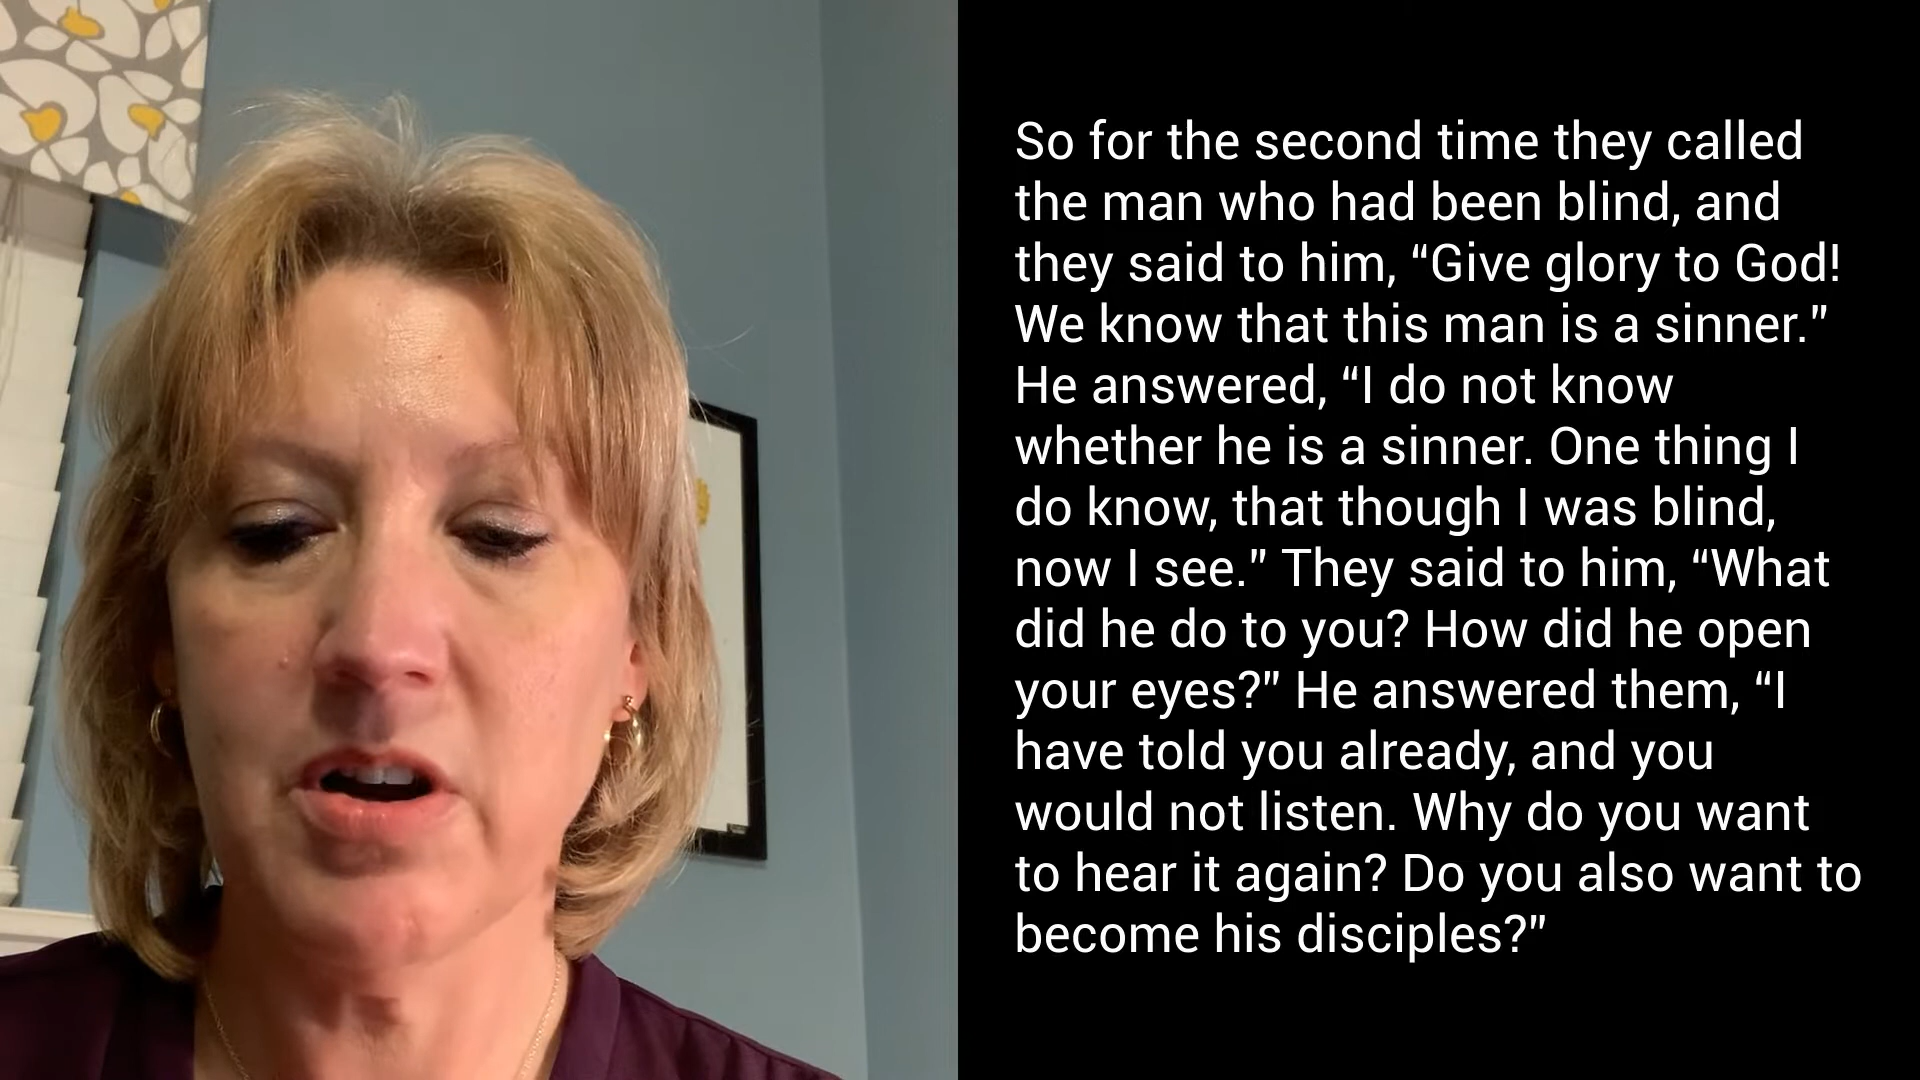 So for the second time they called
the man who had been blind, and
they said to him, “Give glory to God!
We know that this man is a sinner.”
He answered, “I do not know
whether he is a sinner. One thing I
do know, that though I was blind,
now I see.” They said to him, “What
did he do to you? How did he open
your eyes?” He answered them, “I
have told you already, and you
would not listen. Why do you want
to hear it again? Do you also want to
become his disciples?”